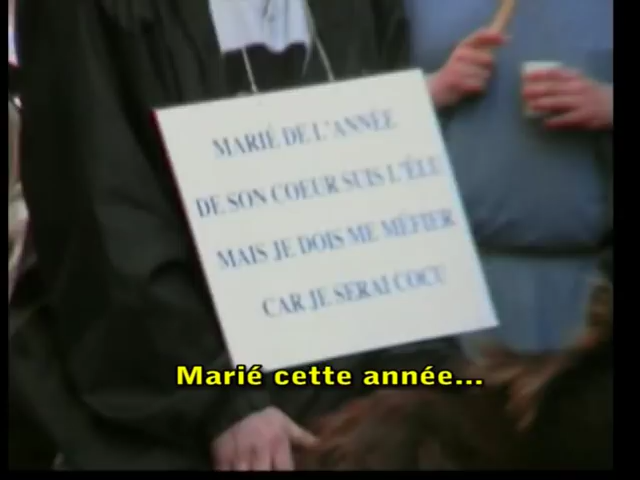 MARIÉ DE L'ANNÉE
DE SON COEUR SUIS L'ÉLU
MAIS JE DOIS ME MÉFIER
CAR JE SERAI COCU
Marié cette année...